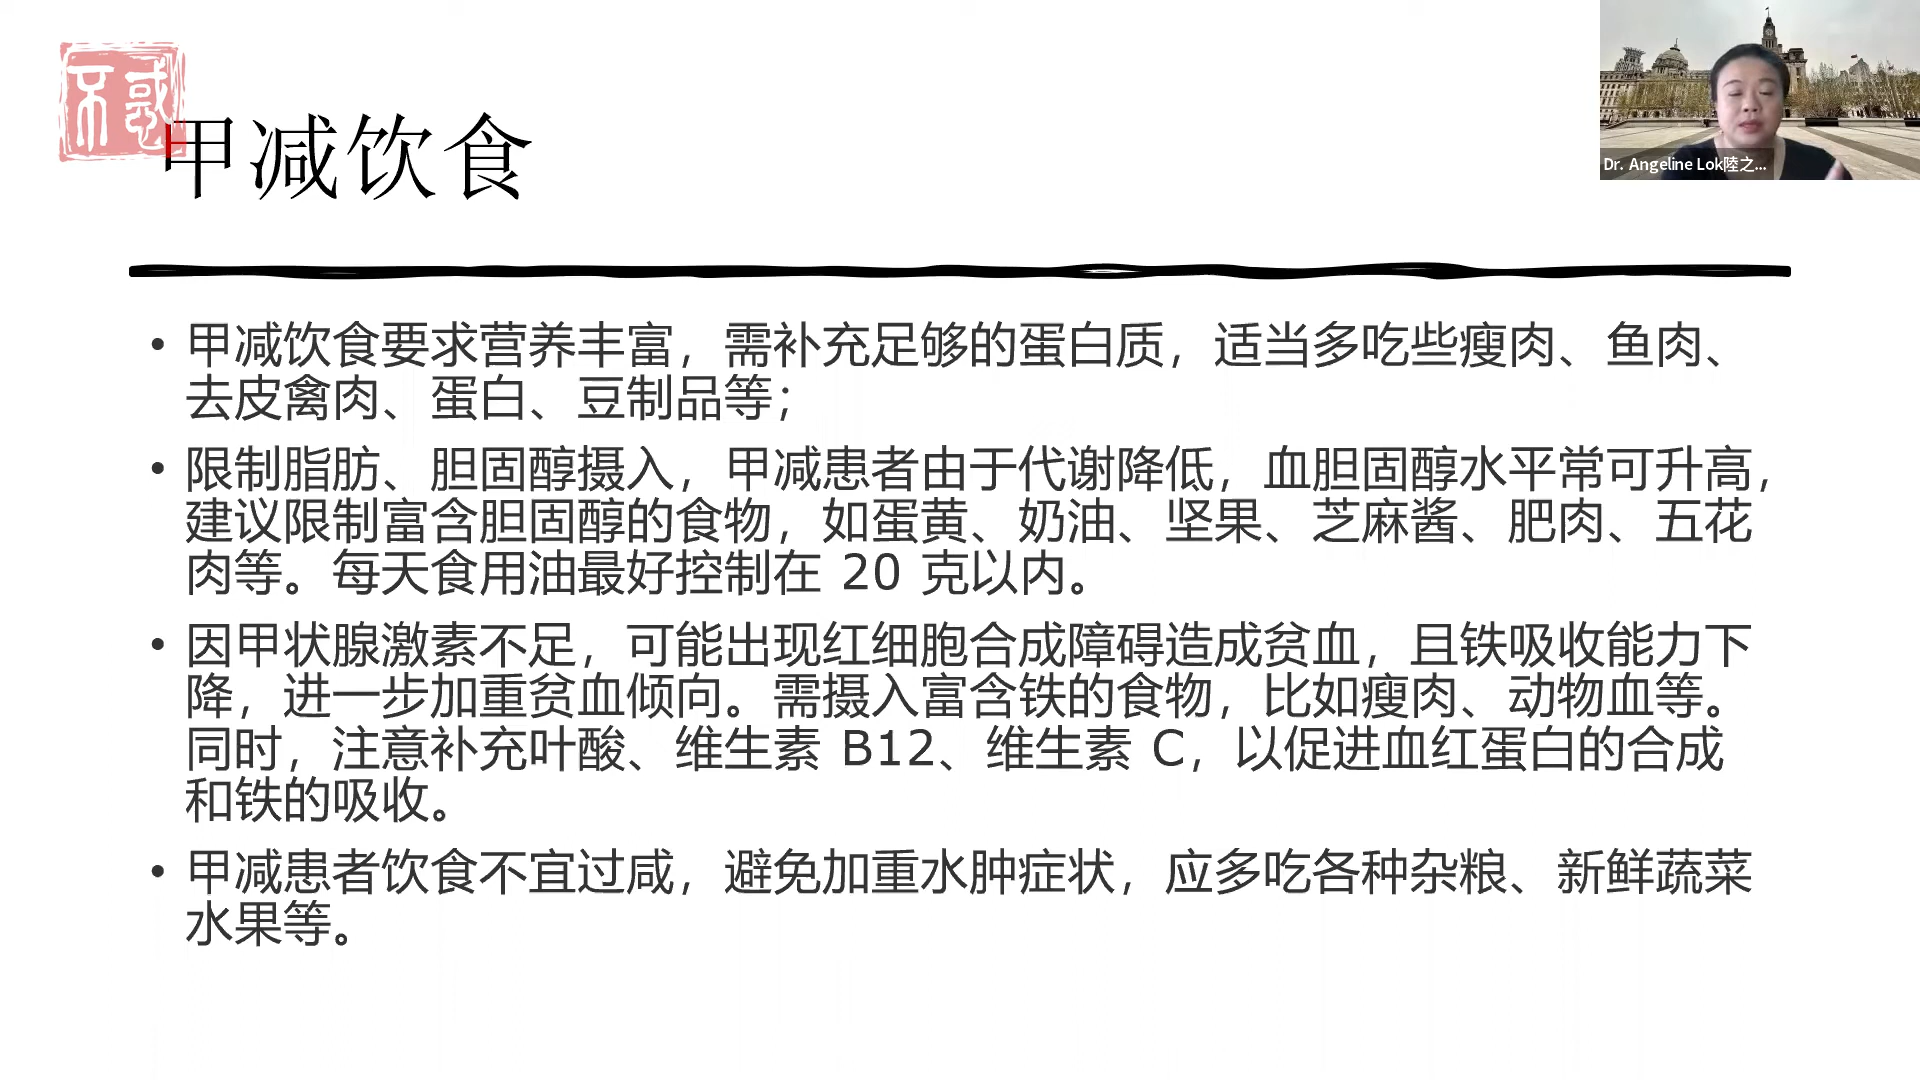 不惑
甲减饮食
Dr. Angeline Lok陸之...
• 甲减饮食要求营养丰富，需补充足够的蛋白质，适当多吃些瘦肉、鱼肉、
去皮禽肉、蛋白、豆制品等；
• 限制脂肪、胆固醇摄入，甲减患者由于代谢降低，血胆固醇水平常可升高，
建议限制富含胆固醇的食物，如蛋黄、奶油、坚果、芝麻酱、肥肉、五花
肉等。每天食用油最好控制在 20 克以内。
• 因甲状腺激素不足，可能出现红细胞合成障碍造成贫血，且铁吸收能力下
降，进一步加重贫血倾向。需摄入富含铁的食物，比如瘦肉、动物血等。
同时，注意补充叶酸、维生素 B12、维生素 C，以促进血红蛋白的合成
和铁的吸收。
• 甲减患者饮食不宜过咸，避免加重水肿症状，应多吃各种杂粮、新鲜蔬菜
水果等。